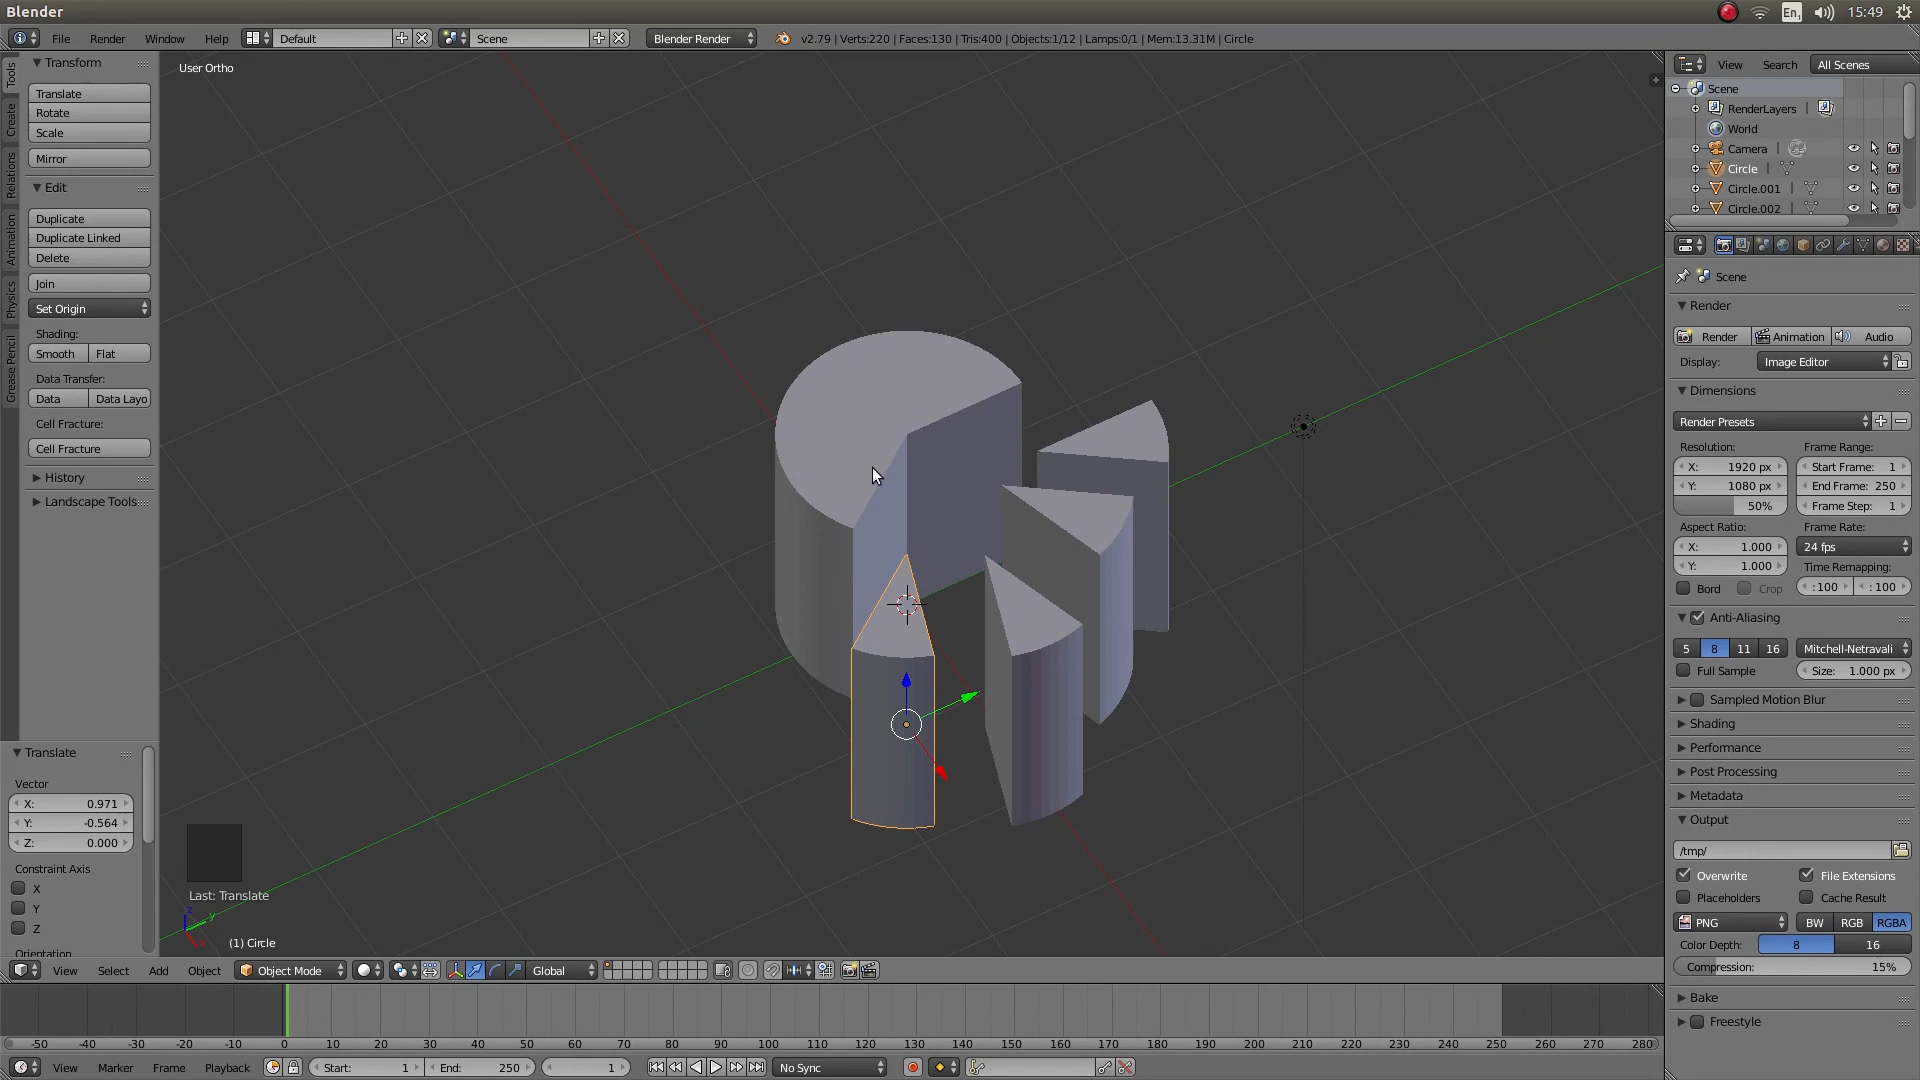 Blender
En1 15:49
File Render Window Help Default Scene Blender Render v2.79 | Verts:220 | Faces:130 | Tris:400 | Objects:1/12 | Lamps:0/1 | Mem:13.31M | Circle
Tools
Create
Relations
Animation
Physics
Grease Pencil
Transform
Translate
Rotate
Scale
Mirror
Edit
Duplicate
Duplicate Linked
Delete
Join
Set Origin
Shading:
Smooth Flat
Data Transfer:
Data Data Layo
Cell Fracture:
Cell Fracture
History
Landscape Tools
Translate
Vector
X: 0.971
Y: -0.564
Z: 0.000
Constraint Axis
X
Y
Z
Orientation
User Ortho
Last: Translate
z
y
x
(1) Circle
View Select Add Object Object Mode Global
-50 -40 -30 -20 -10 0 10 20 30 40 50 60 70 80 90 100 110 120 130 140 150 160 170 180 190 200 210 220 230 240 250 260 270 280
View Marker Frame Playback Start: 1 End: 250 1 No Sync
View Search All Scenes
Scene
RenderLayers
World
Camera
Circle
Circle.001
Circle.002
Scene
Render
Render Animation Audio
Display: Image Editor
Dimensions
Render Presets
Resolution: Frame Range:
X: 1920 px Start Frame: 1
Y: 1080 px End Frame: 250
50% Frame Step: 1
Aspect Ratio: Frame Rate:
X: 1.000 24 fps
Y: 1.000 Time Remapping:
Bord Crop :100 :100
Anti-Aliasing
5 8 11 16 Mitchell-Netravali
Full Sample Size: 1.000 px
Sampled Motion Blur
Shading
Performance
Post Processing
Metadata
Output
/tmp/
Overwrite File Extensions
Placeholders Cache Result
PNG BW RGB RGBA
Color Depth: 8 16
Compression: 15%
Bake
Freestyle